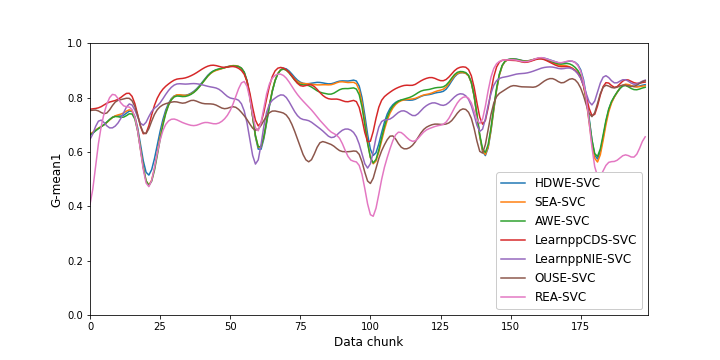 1.0
0.8
0.6
0.4
0.2
0.0
G-mean1
0
25
50
75
100
125
150
175
Data chunk
HDWE-SVC
SEA-SVC
AWE-SVC
LearnppCDS-SVC
LearnppNIE-SVC
OUSE-SVC
REA-SVC